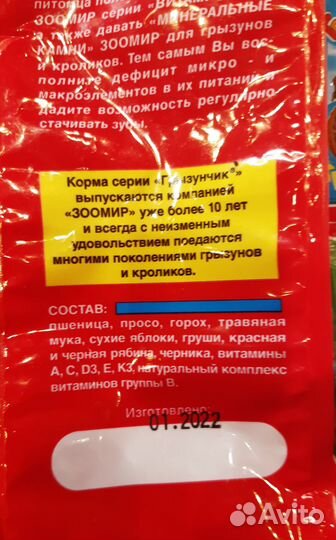 ЗООМИР серии
а также давать «МИНЕРАЛЬНЫЕ
КАМНИ» ЗООМИР для грызунов
и кроликов. Тем самым Вы вос-
полните дефицит микро - и
макроэлементов в их питании и
дадите возможность регулярно
стачивать зубы.
Корма серии «Грызунчик®»
выпускаются компанией
«ЗООМИР» уже более 10 лет
и всегда с неизменным
удовольствием поедаются
многими поколениями грызунов
и кроликов.
СОСТАВ:
пшеница, просо, горох, травяная
мука, сухие яблоки, груши, красная
и черная рябина, черника, витамины
A, C, D3, E, K3, натуральный комплекс
витаминов группы B.
Изготовлено:
01.2022
Avito